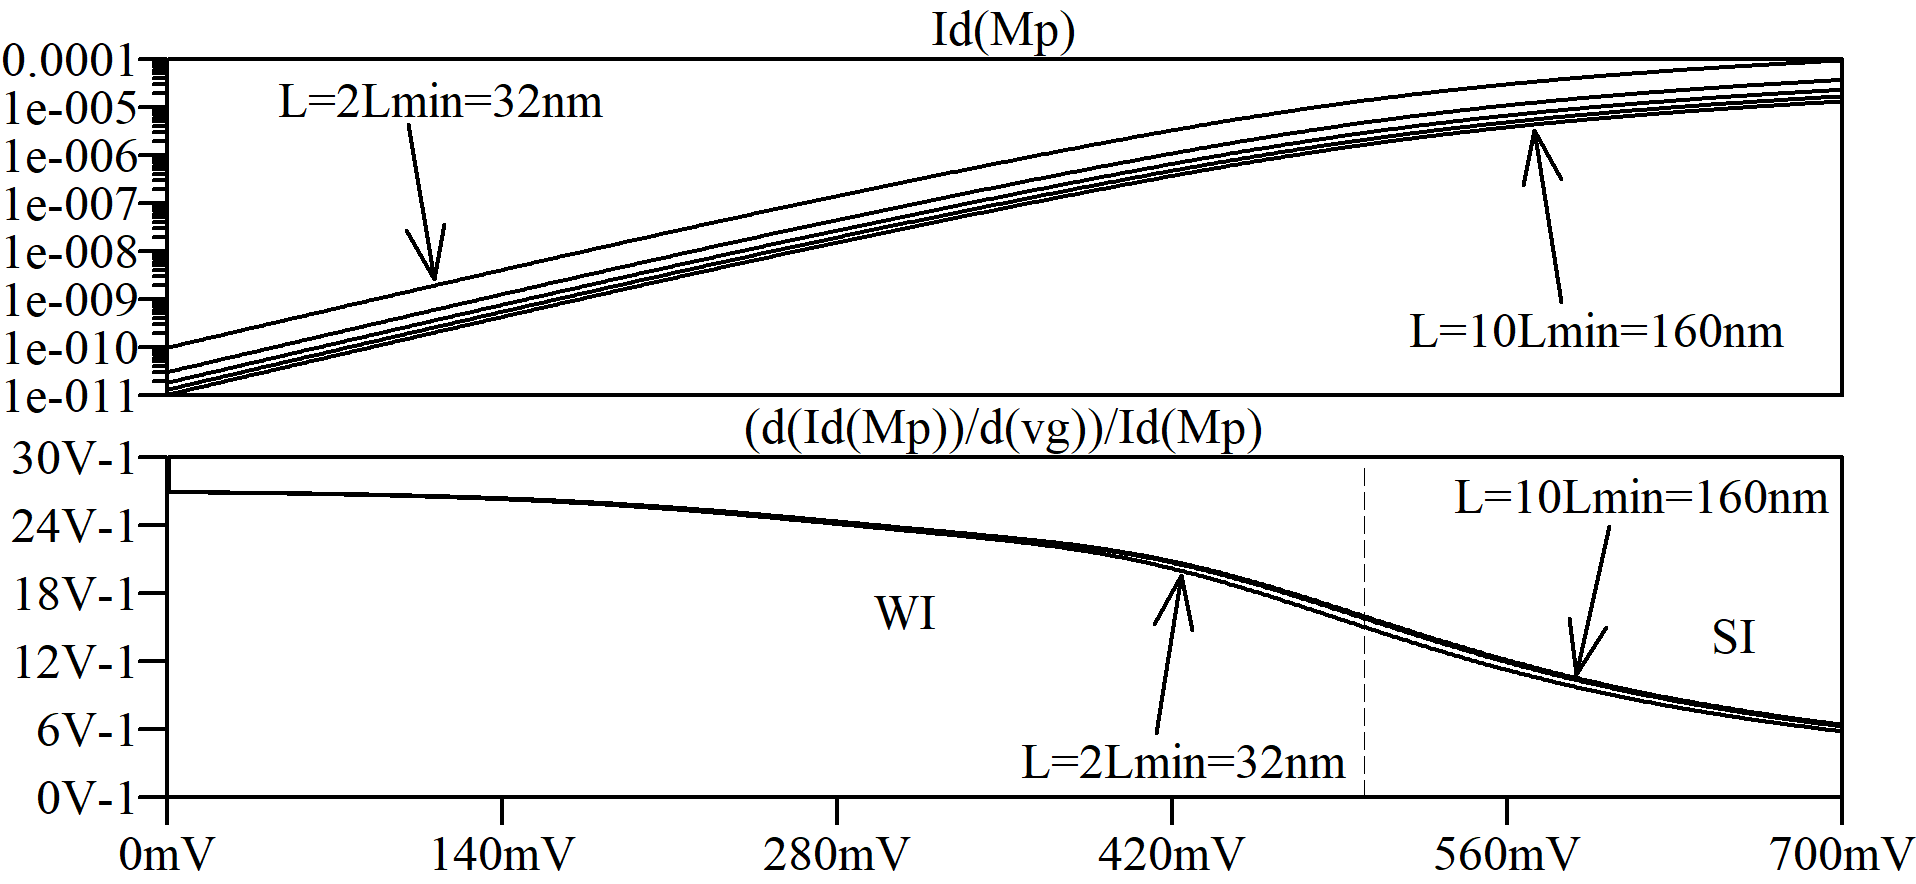 Id(Mp)
0.0001
1e-005
1e-006
1e-007
1e-008
1e-009
1e-010
1e-011
L=2Lmin=32nm
L=10Lmin=160nm
(d(Id(Mp))/d(vg))/Id(Mp)
30V-1
24V-1
18V-1
12V-1
6V-1
0V-1
L=10Lmin=160nm
WI
SI
L=2Lmin=32nm
0mV 140mV 280mV 420mV 560mV 700mV